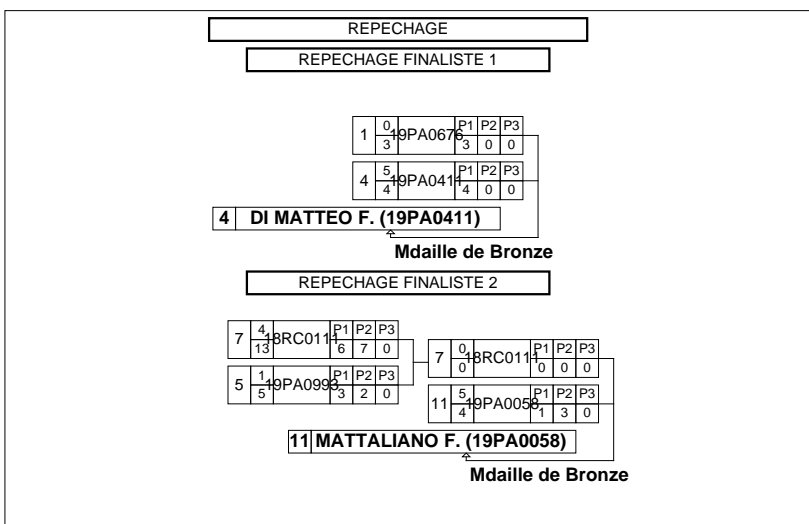 REPECHAGE
REPECHAGE FINALISTE 1
1 0 3 19PA0676 P1 P2 P3
3 0 0
4 5 4 19PA0411 P1 P2 P3
4 0 0
4 DI MATTEO F. (19PA0411)
Mdaille de Bronze
REPECHAGE FINALISTE 2
7 4 13 18RC0111 P1 P2 P3
6 7 0
7 0 0 18RC0111 P1 P2 P3
0 0 0
5 1 5 19PA0993 P1 P2 P3
3 2 0
11 5 4 19PA0058 P1 P2 P3
1 3 0
11 MATTALIANO F. (19PA0058)
Mdaille de Bronze